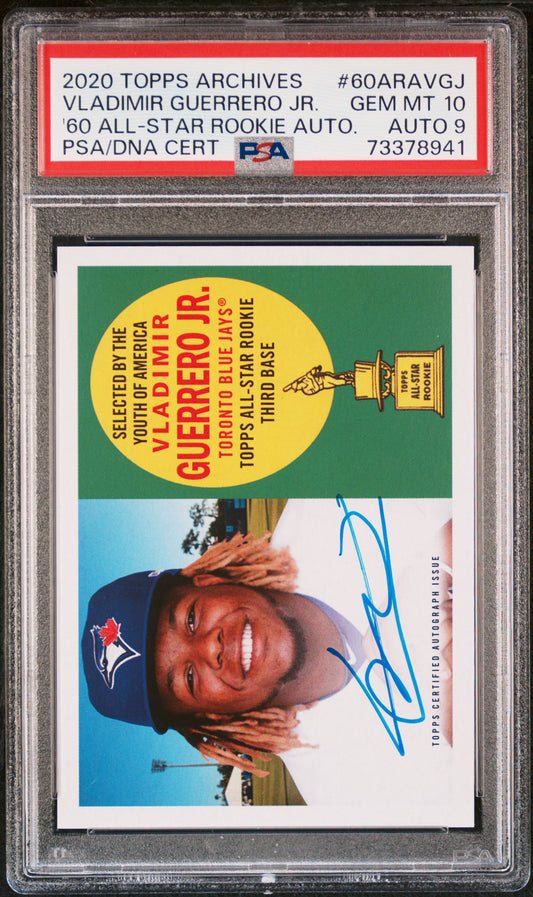 2020 TOPPS ARCHIVES #60ARAVGJ
VLADIMIR GUERRERO JR. GEM MT 10
'60 ALL-STAR ROOKIE AUTO. AUTO 9
PSA/DNA CERT PSA 73378941
SELECTED BY THE
YOUTH OF AMERICA
VLADIMIR
GUERRERO JR.
TORONTO BLUE JAYS®
TOPPS ALL-STAR ROOKIE
THIRD BASE
TOPPS
ALL-STAR
ROOKIE
TOPPS CERTIFIED AUTOGRAPH ISSUE
PSA